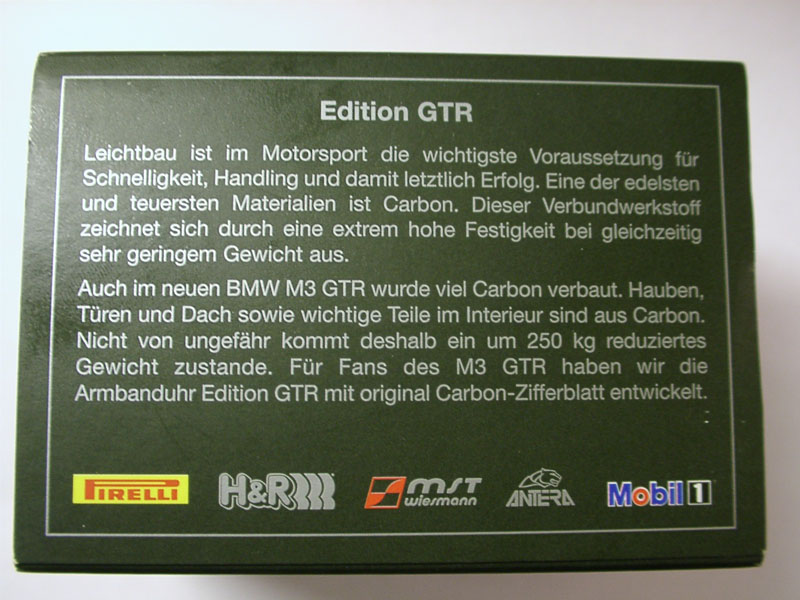 Edition GTR
Leichtbau ist im Motorsport die wichtigste Voraussetzung für
Schnelligkeit, Handling und damit letztlich Erfolg. Eine der edelsten
und teuersten Materialien ist Carbon. Dieser Verbundwerkstoff
zeichnet sich durch eine extrem hohe Festigkeit bei gleichzeitig
sehr geringem Gewicht aus.
Auch im neuen BMW M3 GTR wurde viel Carbon verbaut. Hauben,
Türen und Dach sowie wichtige Teile im Interieur sind aus Carbon.
Nicht von ungefähr kommt deshalb ein um 250 kg reduziertes
Gewicht zustande. Für Fans des M3 GTR haben wir die
Armbanduhr Edition GTR mit original Carbon-Zifferblatt entwickelt.
PIRELLI H&R mst wiesmann ANTERA Mobil 1